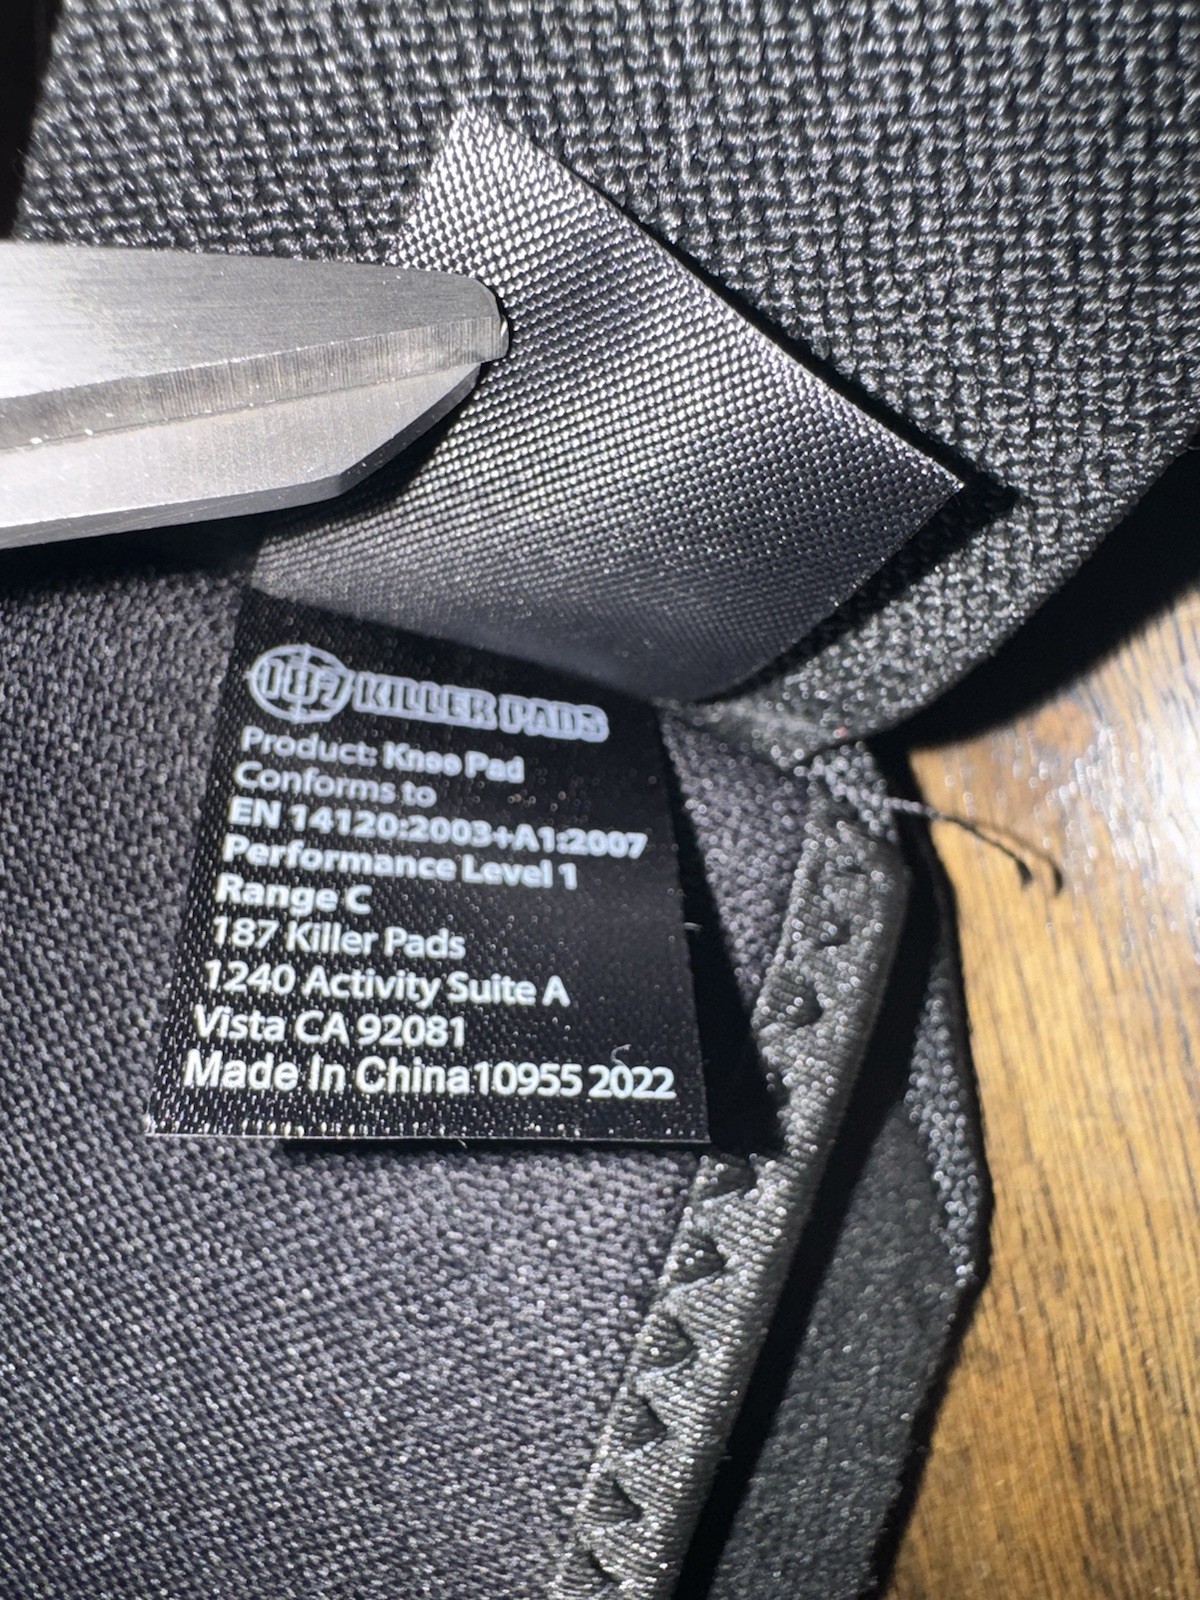 187 KILLER PADS
Product: Knee Pad
Conforms to
EN 14120:2003+A1:2007
Performance Level 1
Range C
187 Killer Pads
1240 Activity Suite A
Vista CA 92081
Made In China 10955 2022